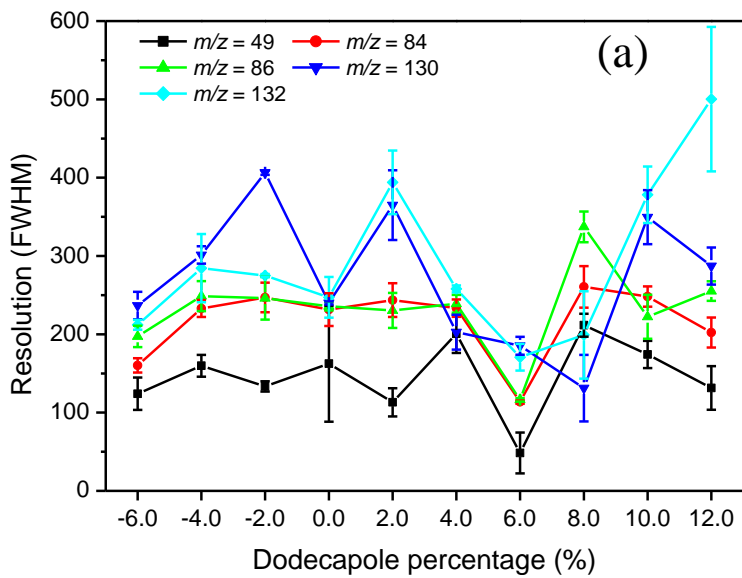 600
500
400
300
200
100
0
Resolution (FWHM)
m/z = 49
m/z = 84
m/z = 86
m/z = 130
m/z = 132
(a)
-6.0 -4.0 -2.0 0.0 2.0 4.0 6.0 8.0 10.0 12.0
Dodecapole percentage (%)